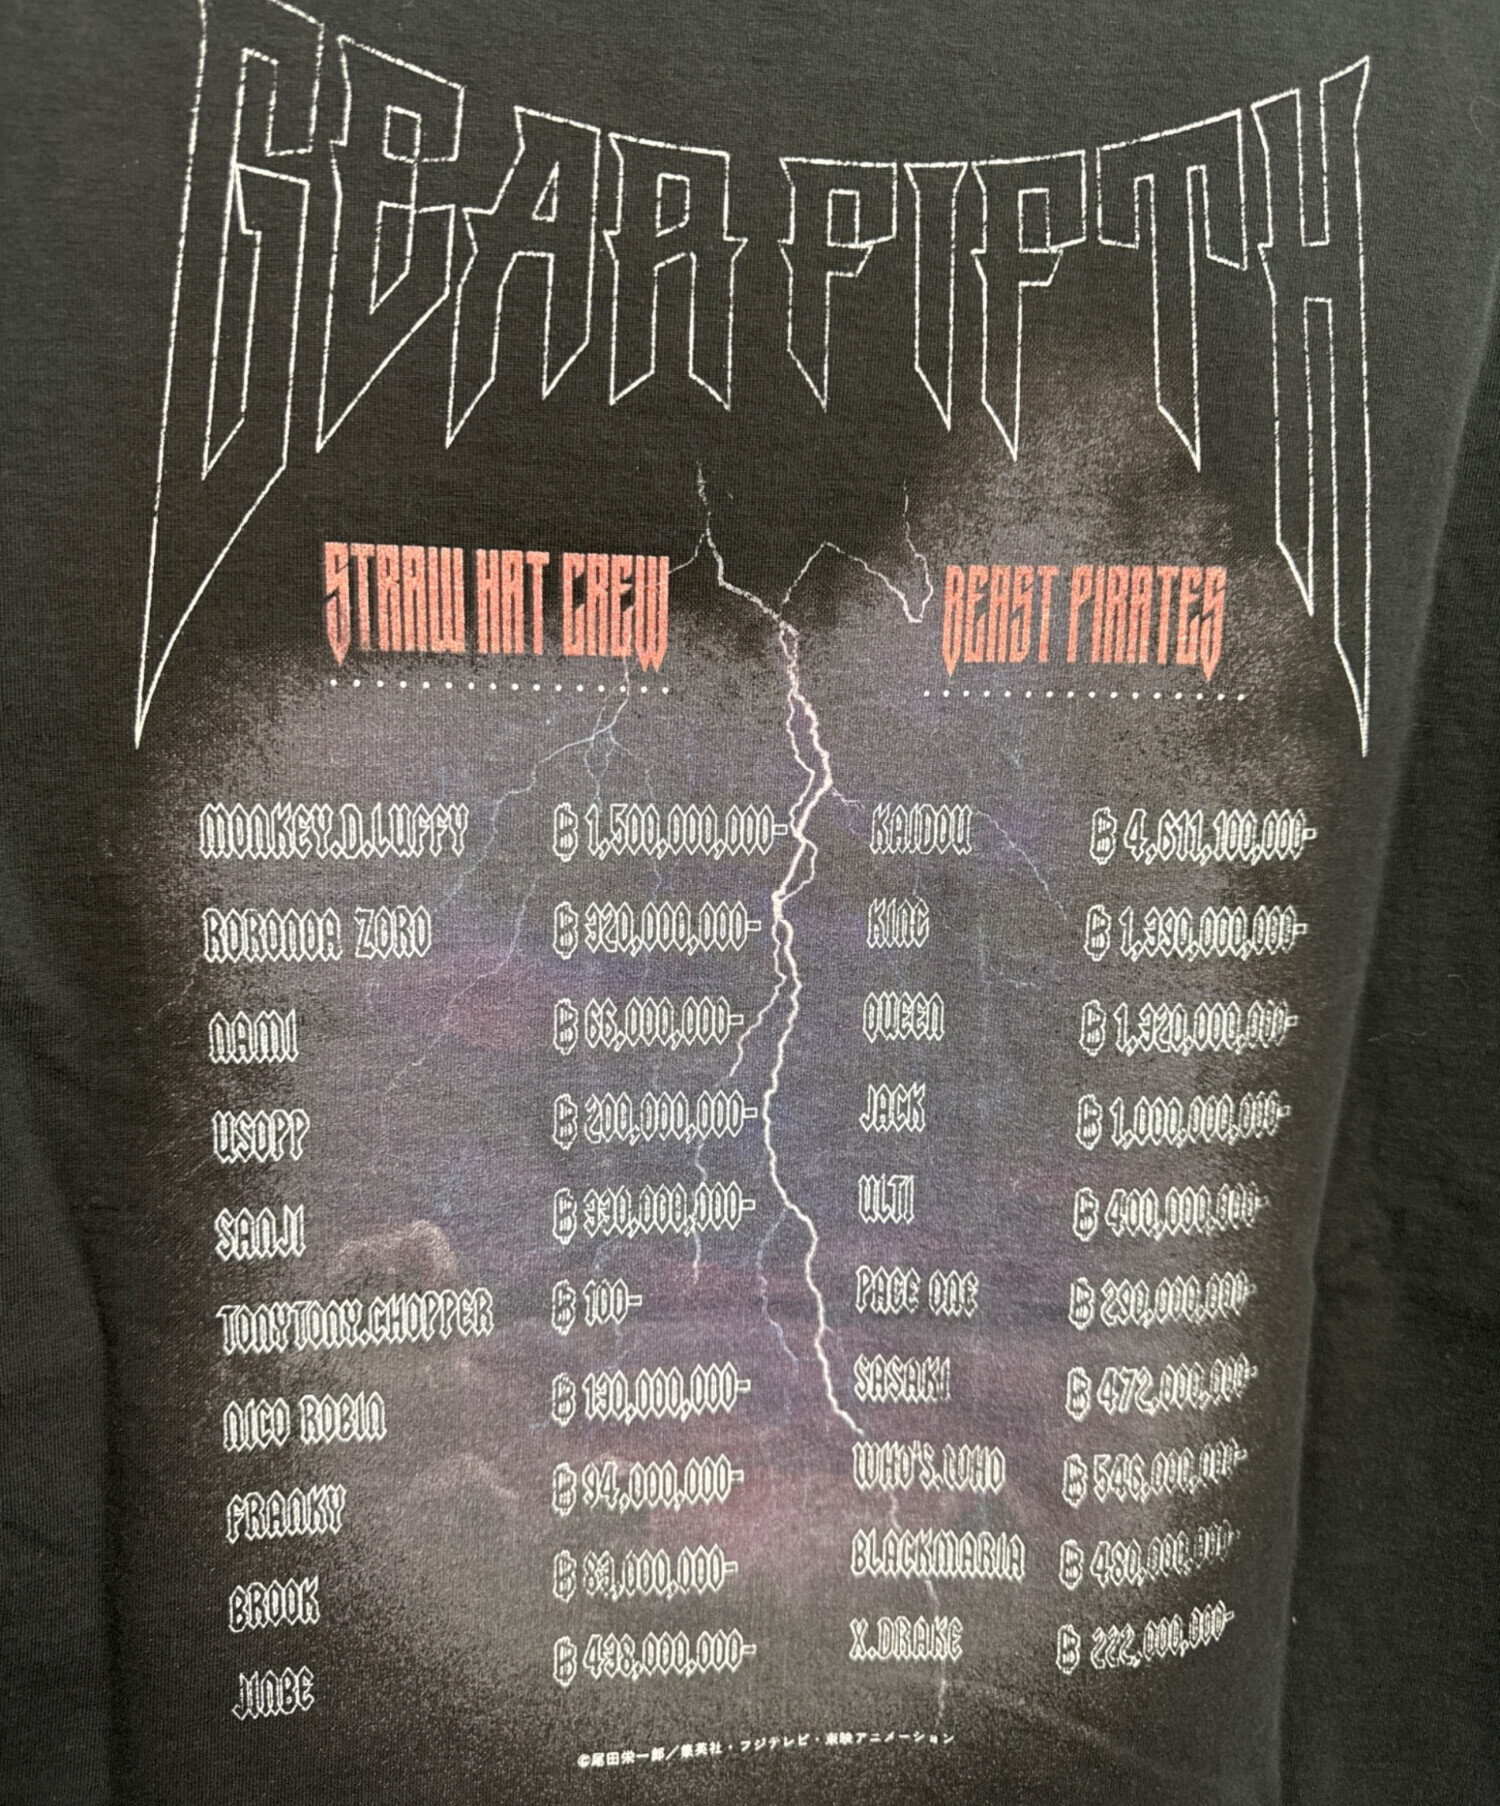 GEAR FIFTH
STRAW HAT CREW
MONKEY.D.LUFFY ฿ 1,500,000,000-
RORONOA ZORO ฿ 320,000,000-
NAMI ฿ 66,000,000-
USOPP ฿ 200,000,000-
SANJI ฿ 330,000,000-
TONYTONY.CHOPPER ฿ 100-
NICO ROBIN ฿ 130,000,000-
FRANKY ฿ 94,000,000-
BROOK ฿ 83,000,000-
JINBE ฿ 438,000,000-
BEAST PIRATES
KAIDOU ฿ 4,611,100,000-
KING ฿ 1,390,000,000-
QUEEN ฿ 1,320,000,000-
JACK ฿ 1,000,000,000-
ULTI ฿ 400,000,000-
PAGE ONE ฿ 290,000,000-
SASAKI ฿ 472,000,000-
WHO'S.WHO ฿ 546,000,000-
BLACKMARIA ฿ 480,000,000-
X.DRAKE ฿ 222,000,000-
©尾田栄一郎／集英社・フジテレビ・東映アニメーション